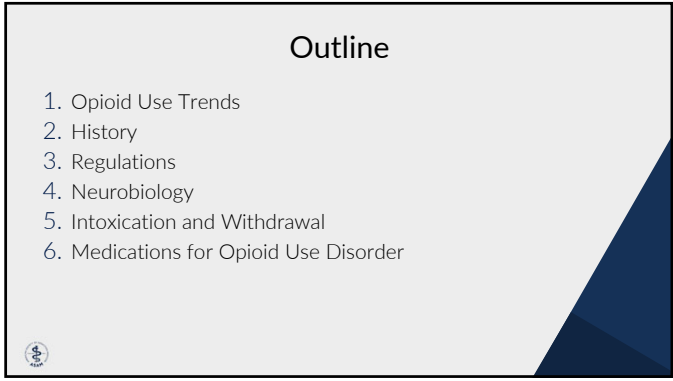 Outline
1. Opioid Use Trends
2. History
3. Regulations
4. Neurobiology
5. Intoxication and Withdrawal
6. Medications for Opioid Use Disorder
ASAM